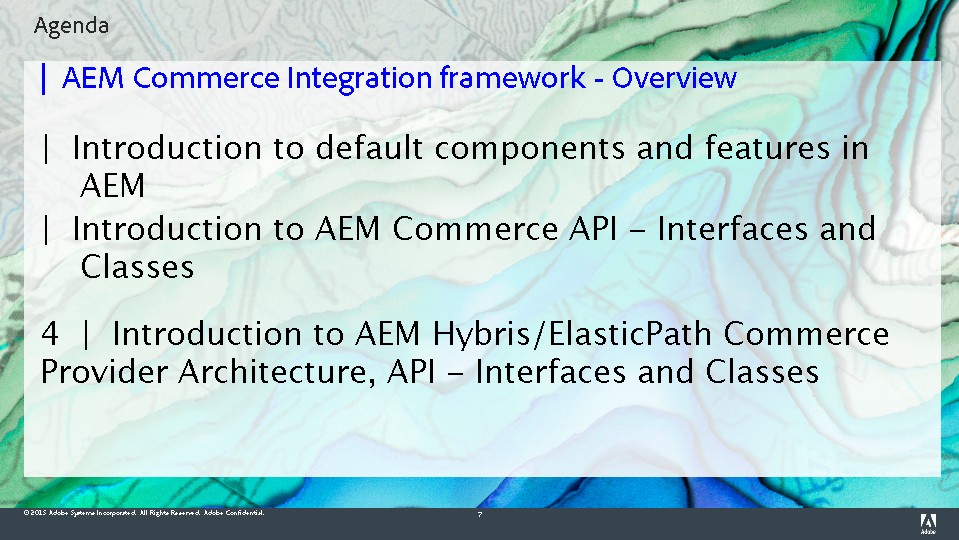 Agenda
| AEM Commerce Integration framework - Overview
| Introduction to default components and features in
AEM
| Introduction to AEM Commerce API – Interfaces and
Classes
4 | Introduction to AEM Hybris/Elastic.Path Commerce
Provider Architecture, API – Interfaces and Classes
© 2015 Adobe Systems Incorporated. All Rights Reserved. Adobe Confidential.
7
Adobe